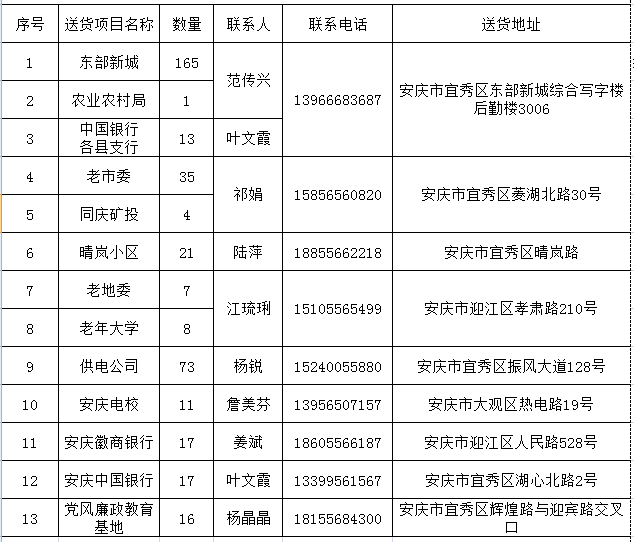 序号 送货项目名称 数量 联系人 联系电话 送货地址
1 东部新城 165 范传兴 13966683687 安庆市宜秀区东部新城综合写字楼
后勤楼3006
2 农业农村局 1
3 中国银行
各县支行 13 叶文霞
4 老市委 35 祁娟 15856560820 安庆市宜秀区菱湖北路30号
5 同庆矿投 4
6 晴岚小区 21 陆萍 18855662218 安庆市宜秀区晴岚路
7 老地委 7 江琉琍 15105565499 安庆市迎江区孝肃路210号
8 老年大学 8
9 供电公司 73 杨锐 15240055880 安庆市宜秀区振风大道128号
10 安庆电校 11 詹美芬 13956507157 安庆市大观区热电路19号
11 安庆徽商银行 17 姜斌 18605566187 安庆市迎江区人民路528号
12 安庆中国银行 17 叶文霞 13399561567 安庆市宜秀区湖心北路2号
13 党风廉政教育
基地 16 杨晶晶 18155684300 安庆市宜秀区辉煌路与迎宾路交叉
口